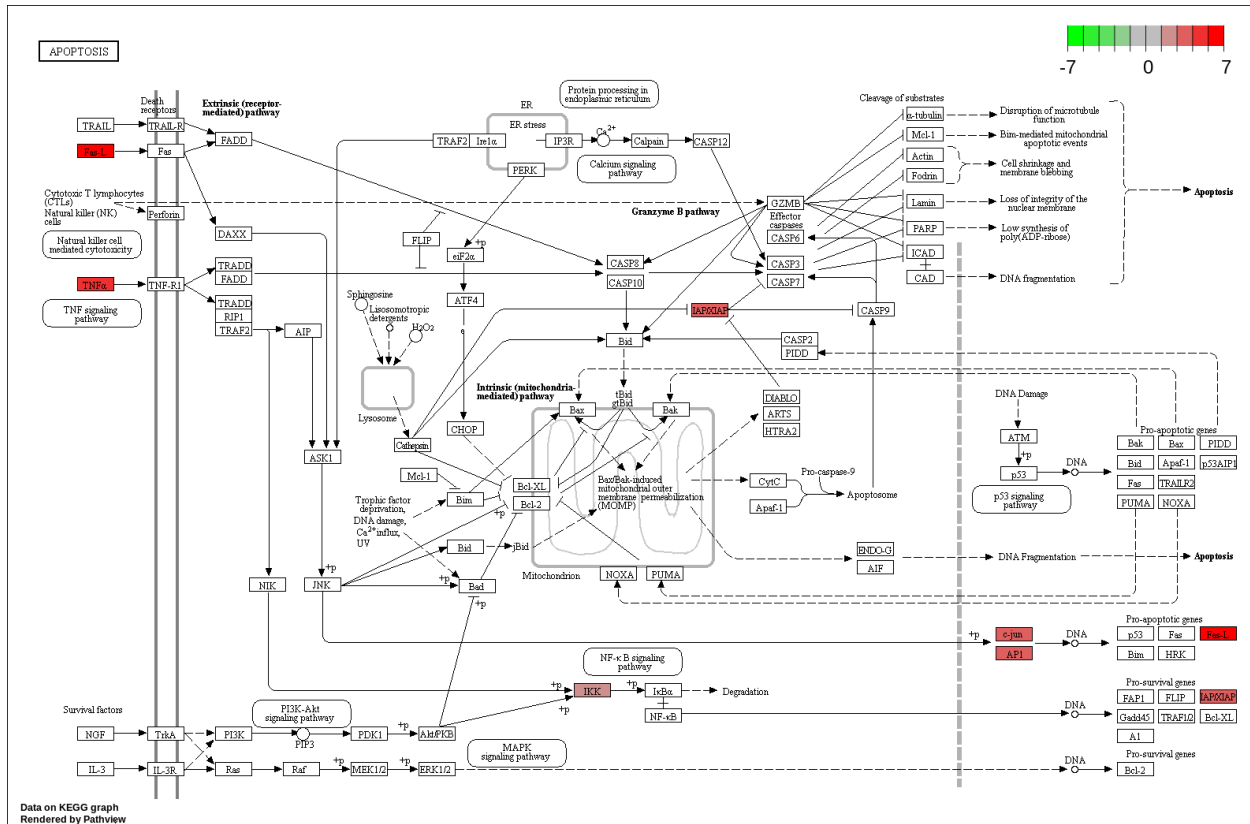 APOPTOSIS
-7 0 7
Death
receptors
Extrinsic (receptor-
mediated) pathway
TRAIL
TRAIL-R
FADD
Fas-L
Fas
Cytotoxic T lymphocytes
(CTLs)
Natural killer (NK)
cells
Perforin
Natural killer cell
mediated cytotoxicity
DAXX
TNFα
TNF-R1
TRADD
FADD
TRADD
RIP1
TRAF2
TNF signaling
pathway
AIP
ER
ER stress
TRAF2
Ire1α
IP3R
PERK
Protein processing in
endoplasmic reticulum
Ca2+
Calpain
CASP12
Calcium signaling
pathway
Granzyme B pathway
GZMB
Effector
caspases
CASP6
CASP3
CASP7
FLIP
+p
eiF2α
ATF4
CASP8
CASP10
IAP/XIAP
CASP9
Cleavage of substrates
α-tubulin
Mcl-1
Actin
Fodrin
Lamin
PARP
ICAD
CAD
Disruption of microtubule
function
Bim-mediated mitochondrial
apoptotic events
Cell shrinkage and
membrane blebbing
Loss of integrity of the
nuclear membrane
Low synthesis of
poly(ADP-ribose)
DNA fragmentation
Apoptosis
Sphingosine
Lisosomotropic
detergents
H2O2
Lysosome
Cathepsin
CHOP
Bid
CASP2
PIDD
Intrinsic (mitochondria-
mediated) pathway
tBid
gtBid
Bax
Bak
DIABLO
ARTS
HTRA2
ASK1
Mcl-1
Bim
Bcl-XL
Bcl-2
+p
Trophic factor
deprivation,
DNA damage,
Ca2+ influx,
UV
Bax/Bak-induced
mitochondrial outer
membrane permeabilization
(MOMP)
CytC
Apaf-1
Pro-caspase-9
Apoptosome
Bid
jBid
Bad
+p
+p
+p
+p
NIK
JNK
Mitochondrion
NOXA
PUMA
ENDO-G
AIF
DNA Fragmentation
Apoptosis
DNA Damage
ATM
+p
p53
p53 signaling
pathway
DNA
Pro-apoptotic genes
Bak
Bax
PIDD
Bid
Apaf-1
p53AIP1
Fas
TRAILR2
PUMA
NOXA
+p
c-jun
AP1
DNA
Pro-apoptotic genes
p53
Fas
Fas-L
Bim
HRK
NF-κB signaling
pathway
+p
IKK
+p
+p
IκBα
Degradation
NF-κB
DNA
Pro-survival genes
FAP1
FLIP
IAP/XIAP
Gadd45
TRAF1/2
Bcl-XL
A1
Survival factors
NGF
TrkA
PI3K
PIP3
PI3K-Akt
signaling pathway
PDK1
+p
Akt/PKB
IL-3
IL-3R
Ras
Raf
+p
MEK1/2
+p
ERK1/2
MAPK
signaling pathway
DNA
Pro-survival genes
Bcl-2
Data on KEGG graph
Rendered by Pathview